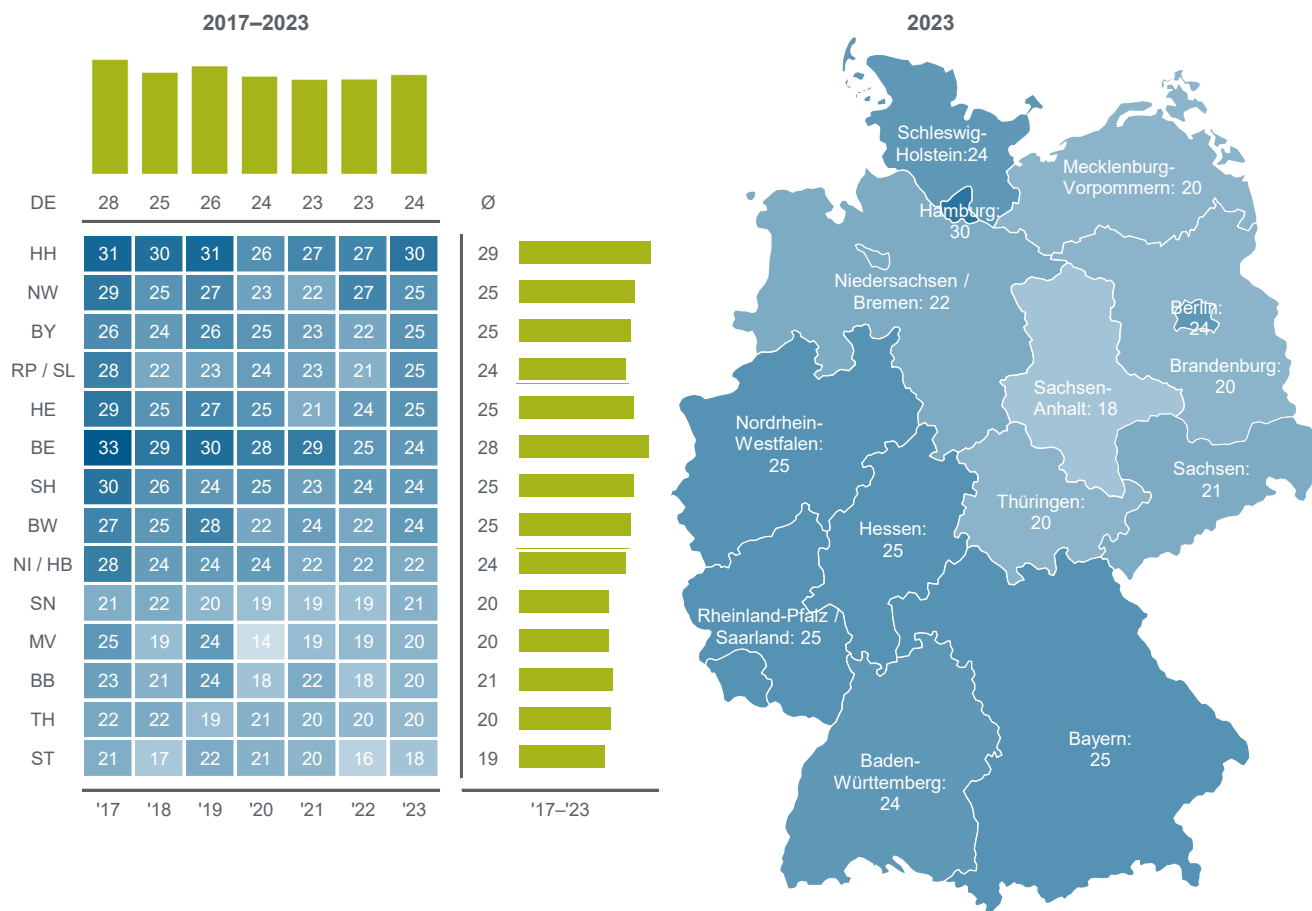 2017–2023
DE 28 25 26 24 23 23 24 Ø
HH 31 30 31 26 27 27 30 29
NW 29 25 27 23 22 27 25 25
BY 26 24 26 25 23 22 25 25
RP / SL 28 22 23 24 23 21 25 24
HE 29 25 27 25 21 24 25 25
BE 33 29 30 28 29 25 24 28
SH 30 26 24 25 23 24 24 25
BW 27 25 28 22 24 22 24 25
NI / HB 28 24 24 24 22 22 22 24
SN 21 22 20 19 19 19 21 20
MV 25 19 24 14 19 19 20 20
BB 23 21 24 18 22 18 20 21
TH 22 22 19 21 20 20 20 20
ST 21 17 22 21 20 16 18 19
'17 '18 '19 '20 '21 '22 '23 '17–'23
2023
Schleswig-
Holstein:24
Mecklenburg-
Vorpommern: 20
Hamburg:
30
Niedersachsen /
Bremen: 22
Berlin:
24
Brandenburg:
20
Sachsen-
Anhalt: 18
Nordrhein-
Westfalen:
25
Sachsen:
21
Thüringen:
20
Hessen:
25
Rheinland-Pfalz /
Saarland: 25
Bayern:
25
Baden-
Württemberg:
24